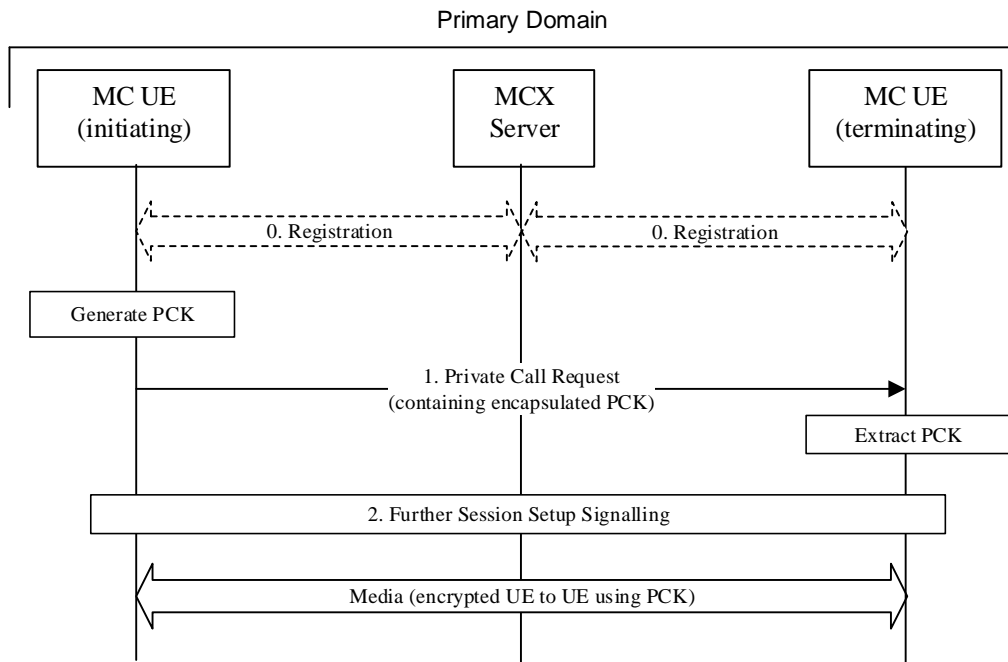 Primary Domain
MC UE
(initiating)
MCX
Server
MC UE
(terminating)
0. Registration
0. Registration
Generate PCK
1. Private Call Request
(containing encapsulated PCK)
Extract PCK
2. Further Session Setup Signalling
Media (encrypted UE to UE using PCK)